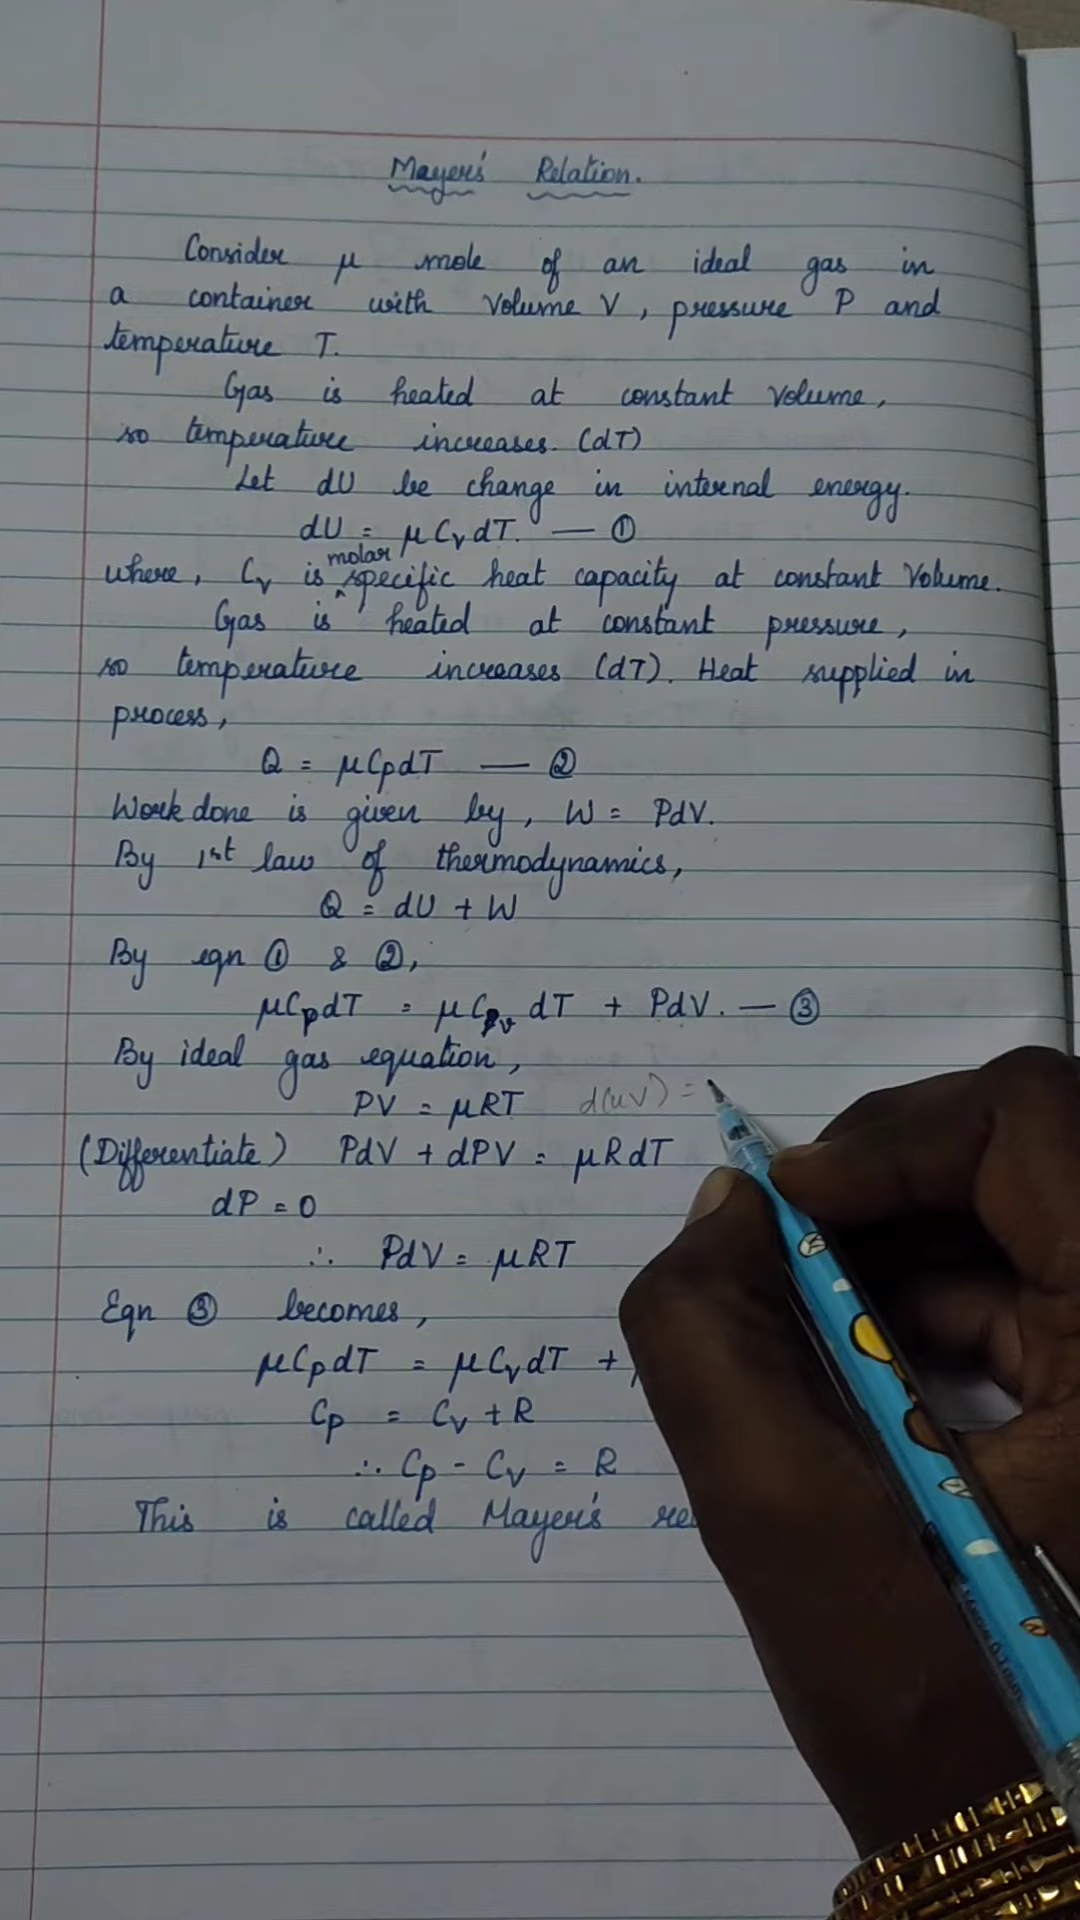 Mayer's Relation.
Consider μ mole of an ideal gas in
a container with volume V, pressure P and
temperature T.
Gas is heated at constant volume,
so temperature increases. (dT)
Let dU be change in internal energy.
dU = μCvdT. — ①
where, Cv is molar specific heat capacity at constant volume.
Gas is heated at constant pressure,
so temperature increases (dT). Heat supplied in
process,
Q = μCpdT — ②
Work done is given by, W = PdV.
By 1st law of thermodynamics,
Q = dU + W
By eqn ① & ②,
μCpdT = μCv dT + PdV. — ③
By ideal gas equation,
PV = μRT d(uv) =
(Differentiate) PdV + dPV = μRdT
dP = 0
∴ PdV = μRT
Eqn ③ becomes,
μCpdT = μCvdT +
Cp = Cv + R
∴ Cp - Cv = R
This is called Mayer's